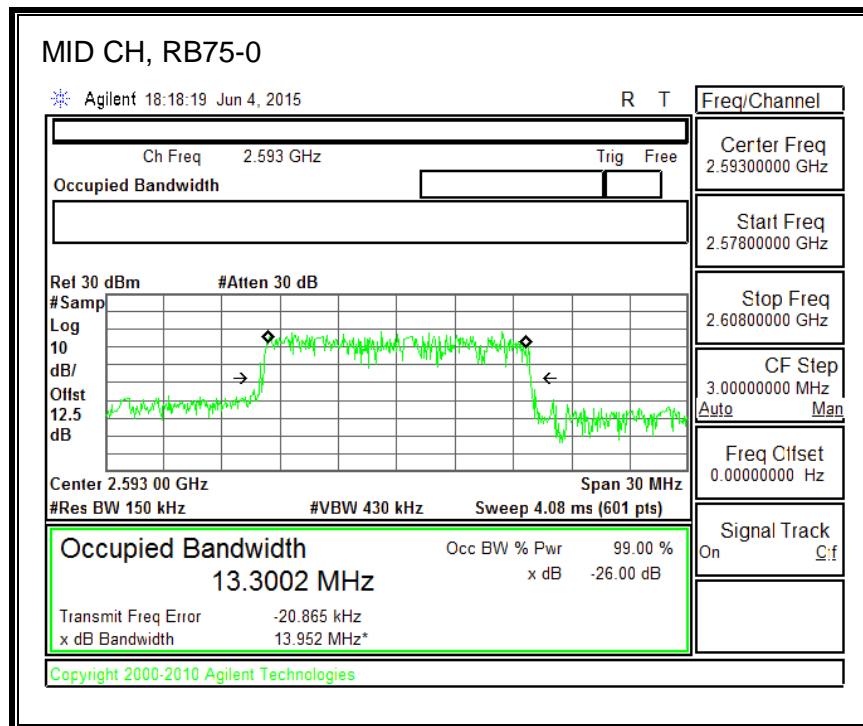 MID CH, RB75-0
Agilent 18:18:19 Jun 4, 2015 R T
Freq/Channel
Ch Freq 2.593 GHz Trig Free
Occupied Bandwidth
Center Freq
2.59300000 GHz
Start Freq
2.57800000 GHz
Stop Freq
2.60800000 GHz
CF Step
3.00000000 MHz
Auto Man
Freq Offset
0.00000000 Hz
Signal Track
On Off
Ref 30 dBm #Atten 30 dB
#Samp
Log
10
dB/
Offst
12.5
dB
Center 2.593 00 GHz Span 30 MHz
#Res BW 150 kHz #VBW 430 kHz Sweep 4.08 ms (601 pts)
Occupied Bandwidth Occ BW % Pwr 99.00 %
13.3002 MHz x dB -26.00 dB
Transmit Freq Error -20.865 kHz
x dB Bandwidth 13.952 MHz*
Copyright 2000-2010 Agilent Technologies